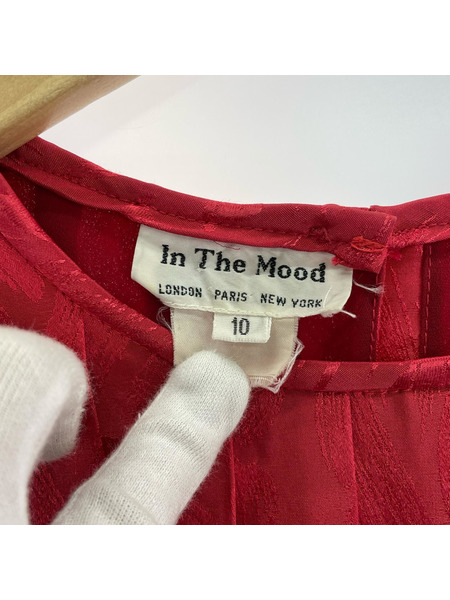 In The Mood
LONDON PARIS NEW YORK
10